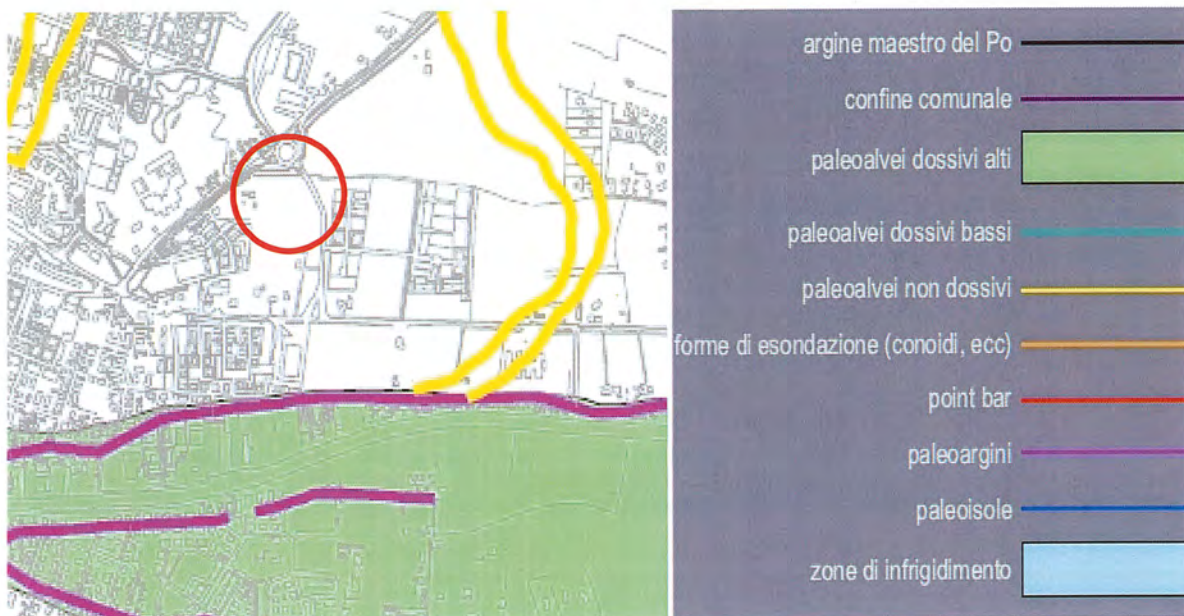 argine maestro del Po
confine comunale
paleoalvei dossivi alti
paleoalvei dossivi bassi
paleoalvei non dossivi
forme di esondazione (conoidi, ecc)
point bar
paleoargini
paleoisole
zone di infrigidimento